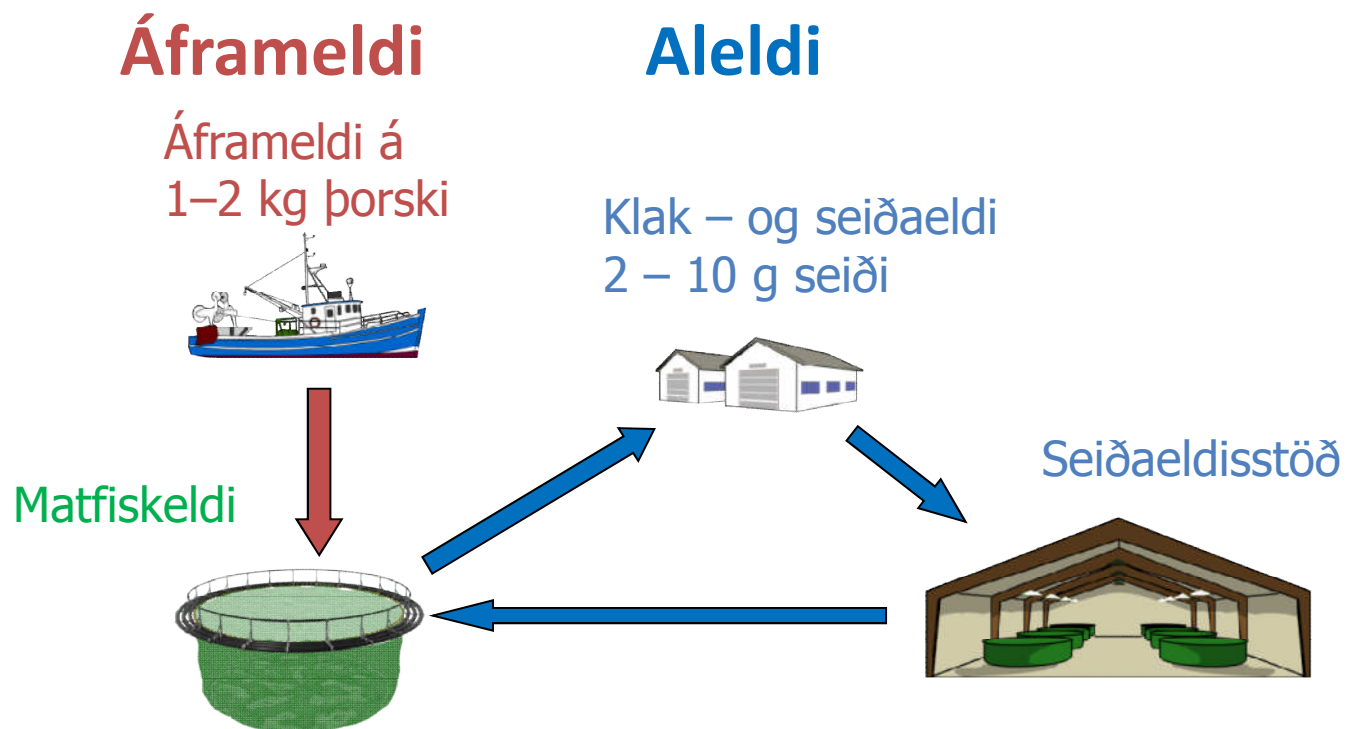 Áframeldi
Aleldi
Áframeldi á
1–2 kg þorski
Klak – og seiðaeldi
2 – 10 g seiði
Seiðaeldisstöð
Matfiskeldi